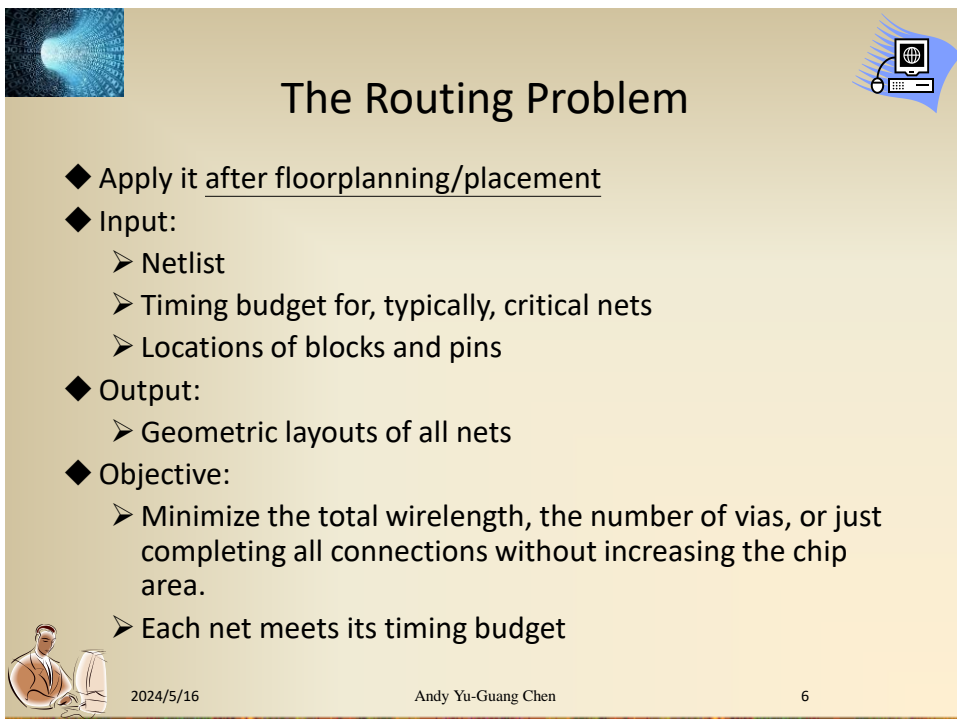 The Routing Problem
◆ Apply it after floorplanning/placement
◆ Input:
➢ Netlist
➢ Timing budget for, typically, critical nets
➢ Locations of blocks and pins
◆ Output:
➢ Geometric layouts of all nets
◆ Objective:
➢ Minimize the total wirelength, the number of vias, or just
completing all connections without increasing the chip
area.
➢ Each net meets its timing budget
2024/5/16 Andy Yu-Guang Chen 6